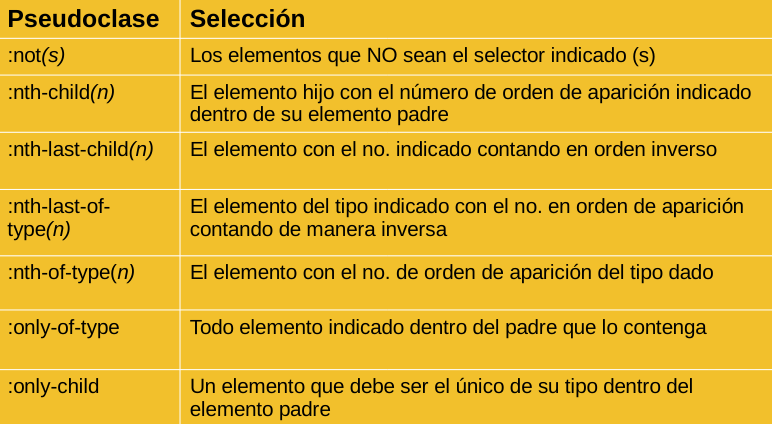 Pseudoclase Selección
:not(s) Los elementos que NO sean el selector indicado (s)
:nth-child(n) El elemento hijo con el número de orden de aparición indicado
dentro de su elemento padre
:nth-last-child(n) El elemento con el no. indicado contando en orden inverso
:nth-last-of- El elemento del tipo indicado con el no. en orden de aparición
type(n) contando de manera inversa
:nth-of-type(n) El elemento con el no. de orden de aparición del tipo dado
:only-of-type Todo elemento indicado dentro del padre que lo contenga
:only-child Un elemento que debe ser el único de su tipo dentro del
elemento padre